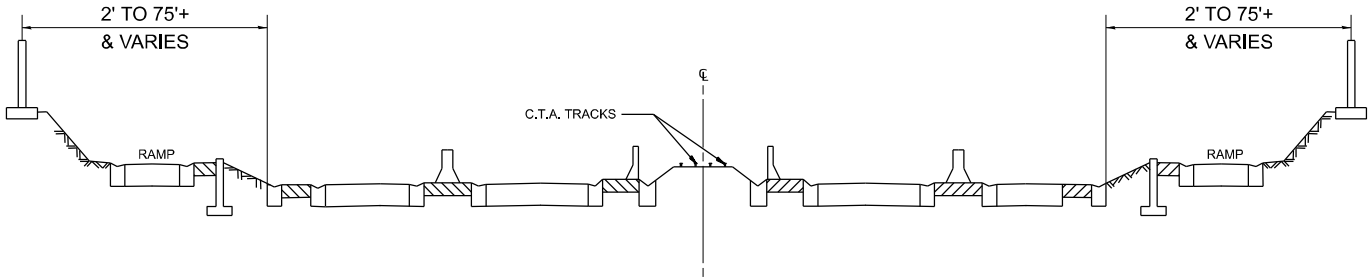 2' TO 75'+
& VARIES
2' TO 75'+
& VARIES
℄
C.T.A. TRACKS
RAMP
RAMP